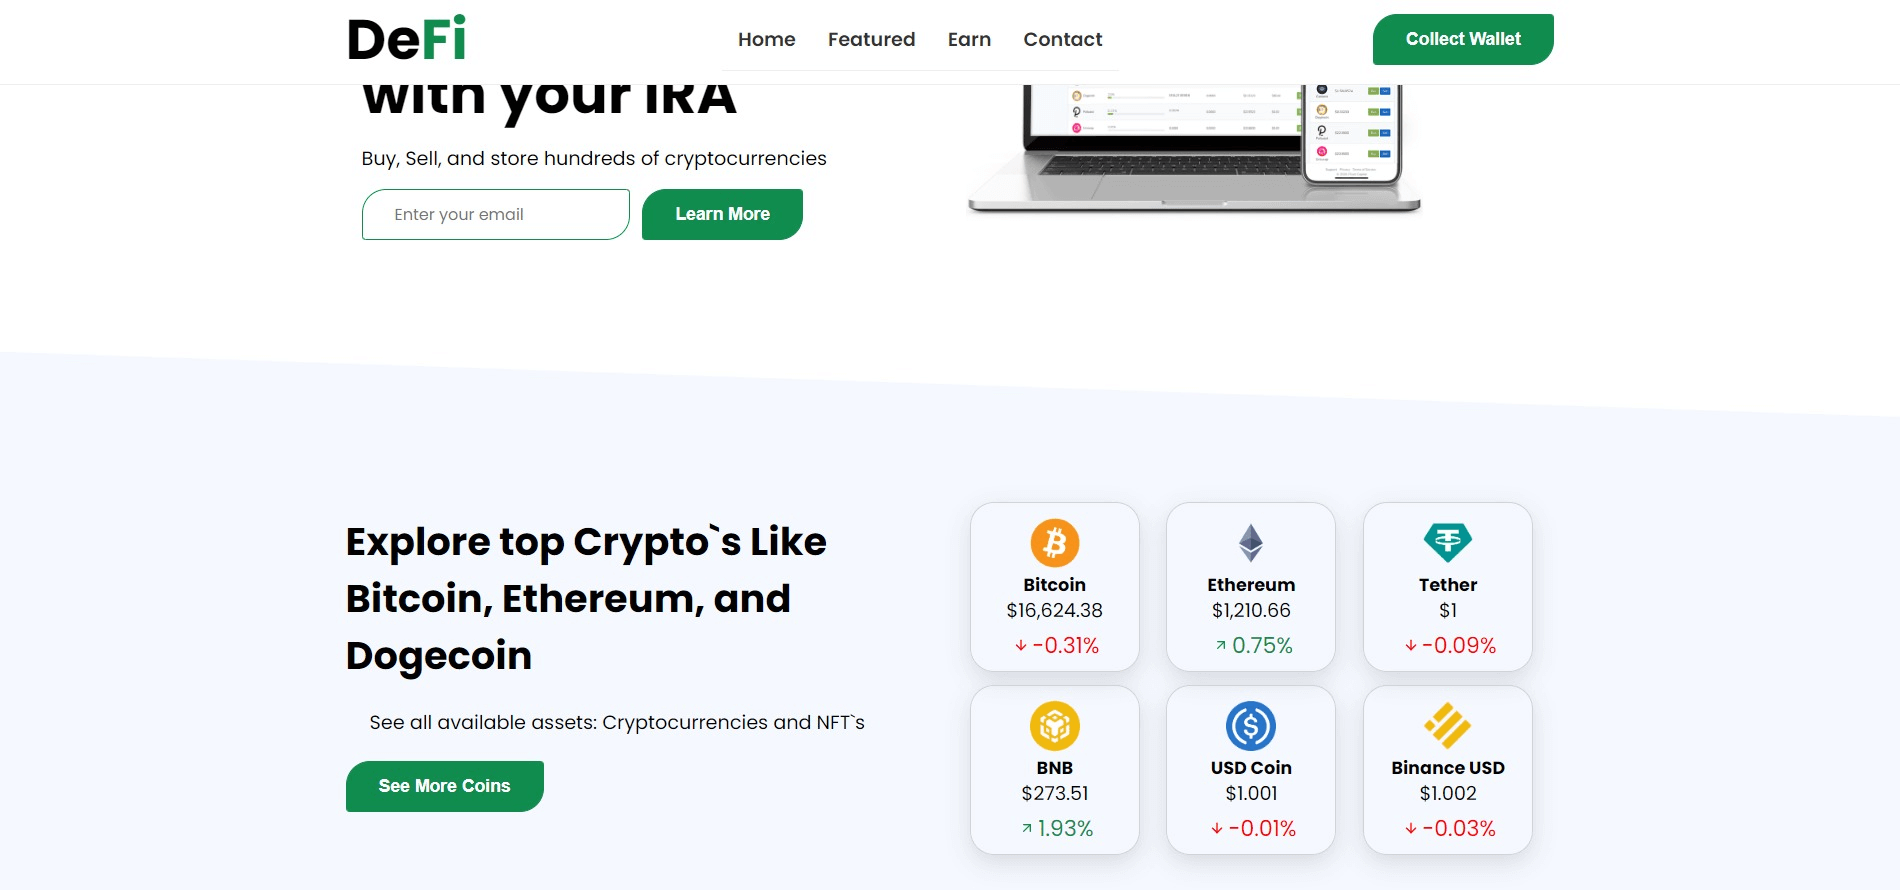 DeFi
Home Featured Earn Contact
Collect Wallet
with your IRA
Buy, Sell, and store hundreds of cryptocurrencies
Enter your email
Learn More
Explore top Crypto`s Like
Bitcoin, Ethereum, and
Dogecoin
See all available assets: Cryptocurrencies and NFT`s
See More Coins
Bitcoin
$16,624.38
-0.31%
Ethereum
$1,210.66
0.75%
Tether
$1
-0.09%
BNB
$273.51
1.93%
USD Coin
$1.001
-0.01%
Binance USD
$1.002
-0.03%